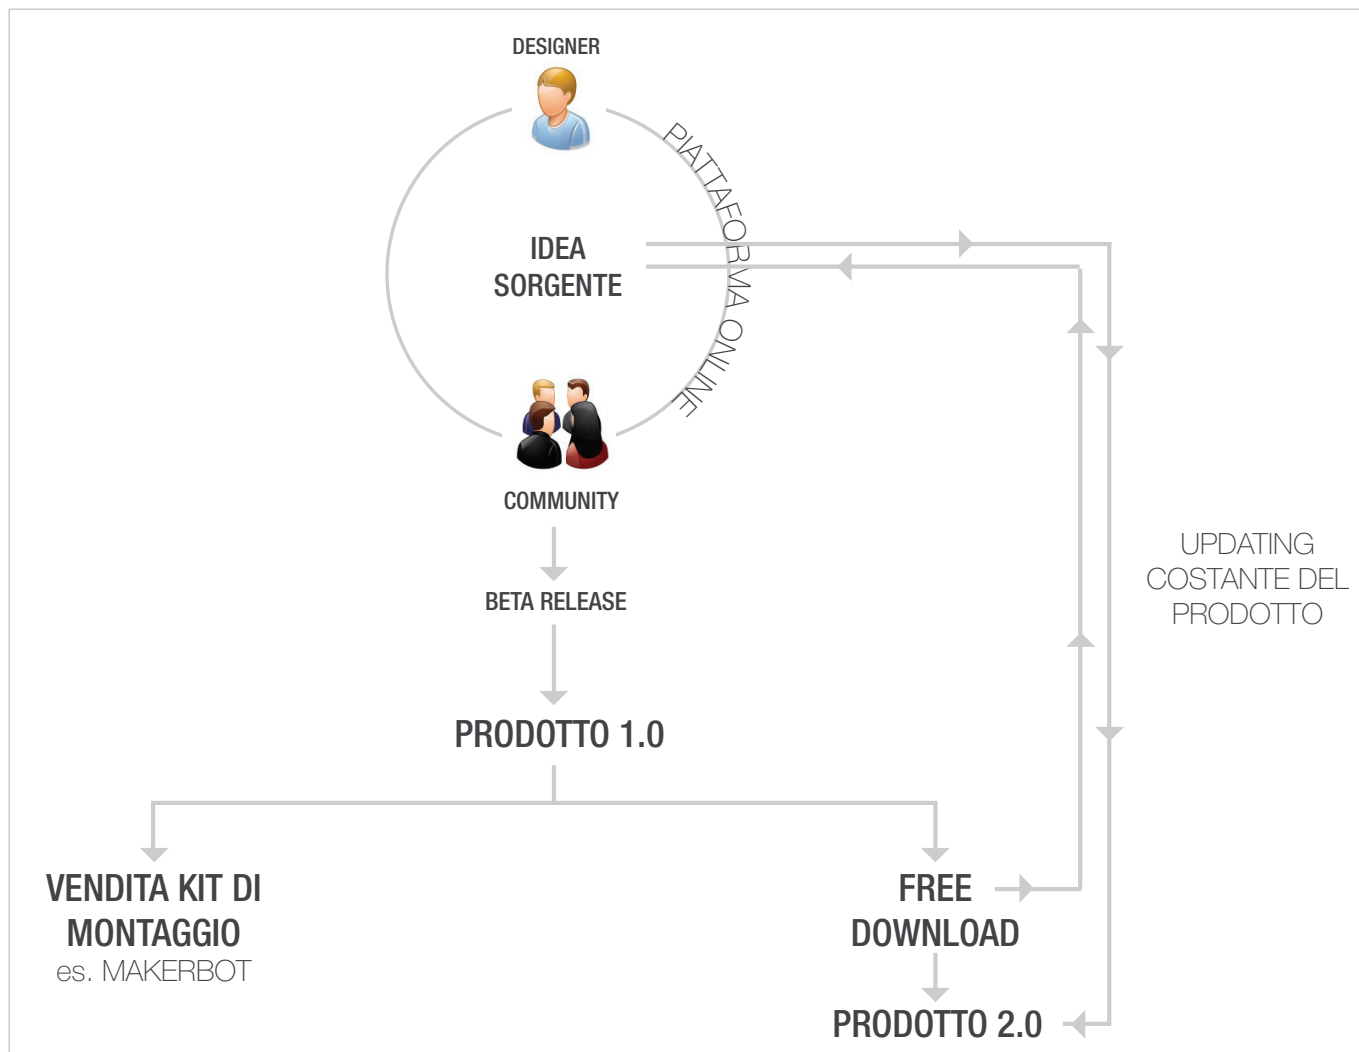 DESIGNER
PIATTAFORMA ONLINE
IDEA
SORGENTE
COMMUNITY
BETA RELEASE
UPDATING
COSTANTE DEL
PRODOTTO
PRODOTTO 1.0
VENDITA KIT DI
MONTAGGIO
es. MAKERBOT
FREE
DOWNLOAD
PRODOTTO 2.0